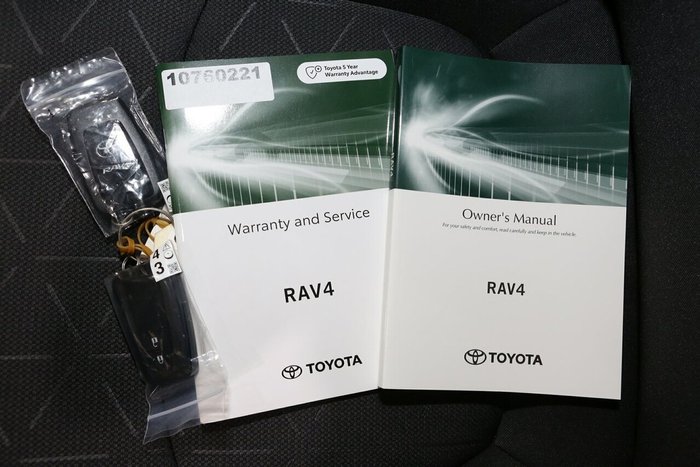 10760221
Toyota 5 Year
Warranty Advantage
Warranty and Service
RAV4
TOYOTA
Owner's Manual
For your safety and comfort, read carefully and keep in the vehicle.
RAV4
TOYOTA
4
3